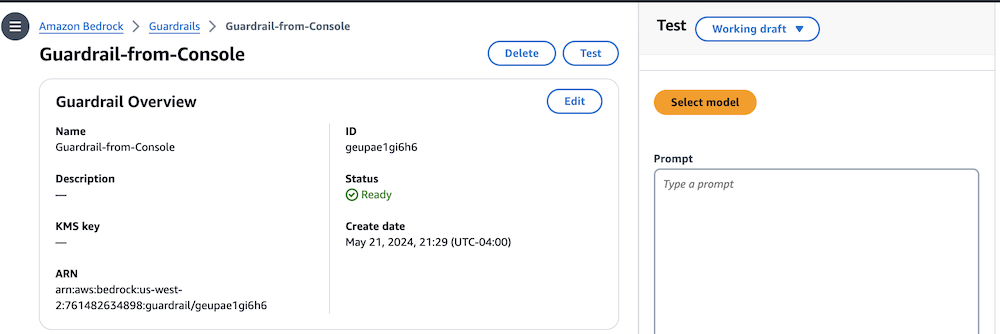 Amazon Bedrock > Guardrails > Guardrail-from-Console
Guardrail-from-Console
Delete
Test
Guardrail Overview
Edit
Name
Guardrail-from-Console
Description
—
KMS key
—
ARN
arn:aws:bedrock:us-west-
2:761482634898:guardrail/geupae1gi6h6
ID
geupae1gi6h6
Status
Ready
Create date
May 21, 2024, 21:29 (UTC-04:00)
Test
Working draft
Select model
Prompt
Type a prompt